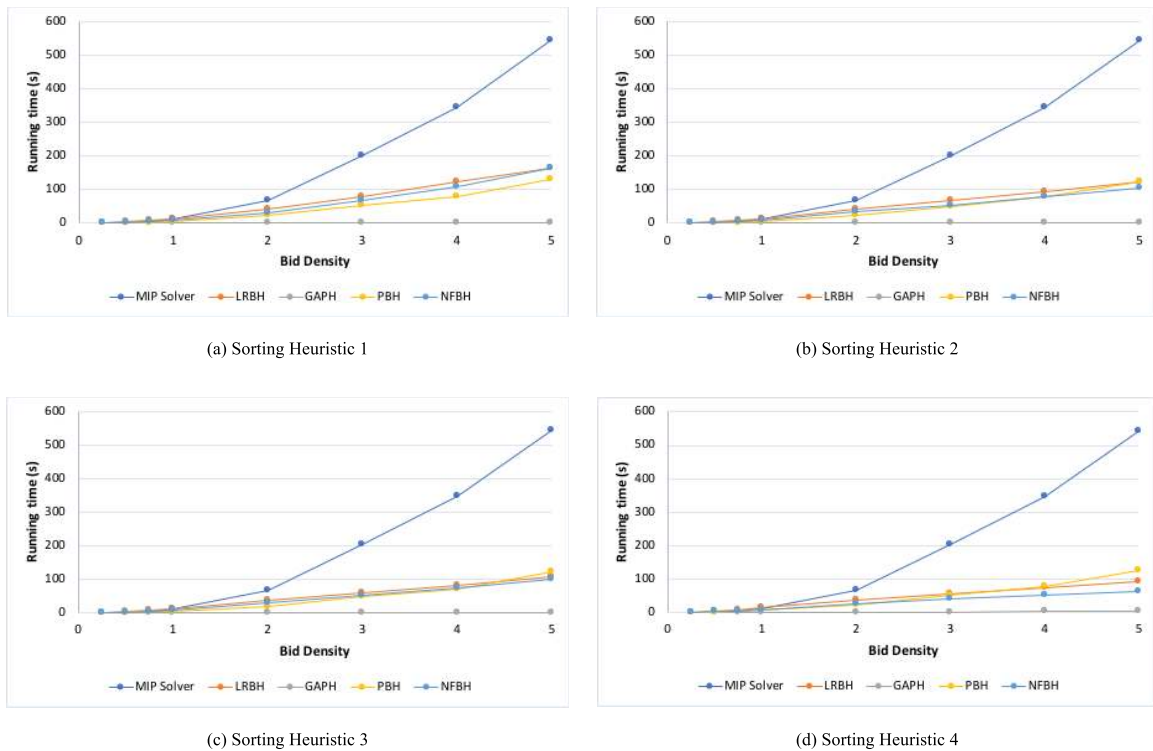 600
500
400
300
200
100
0
Running time (s)
0 1 2 3 4 5
Bid Density
MIP Solver LRBH GAPH PBH NFBH
(a) Sorting Heuristic 1
600
500
400
300
200
100
0
Running time (s)
0 1 2 3 4 5
Bid Density
MIP Solver LRBH GAPH PBH NFBH
(b) Sorting Heuristic 2
600
500
400
300
200
100
0
Running time (s)
0 1 2 3 4 5
Bid Density
MIP Solver LRBH GAPH PBH NFBH
(c) Sorting Heuristic 3
600
500
400
300
200
100
0
Running time (s)
0 1 2 3 4 5
Bid Density
MIP Solver LRBH GAPH PBH NFBH
(d) Sorting Heuristic 4